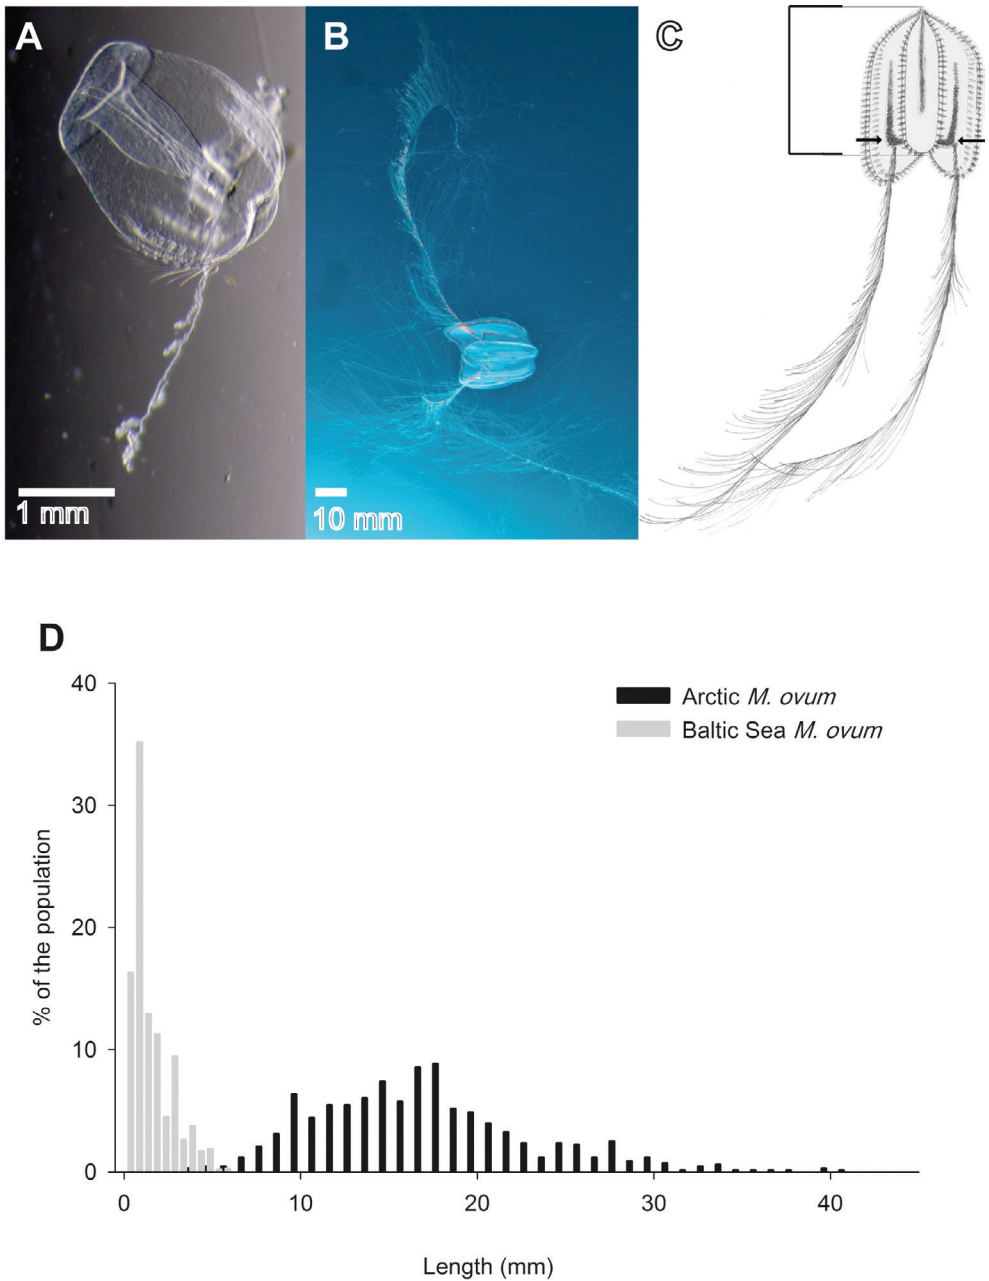 A
B
C
1 mm
10 mm
D
40
30
20
10
0
% of the population
Arctic M. ovum
Baltic Sea M. ovum
0 10 20 30 40
Length (mm)